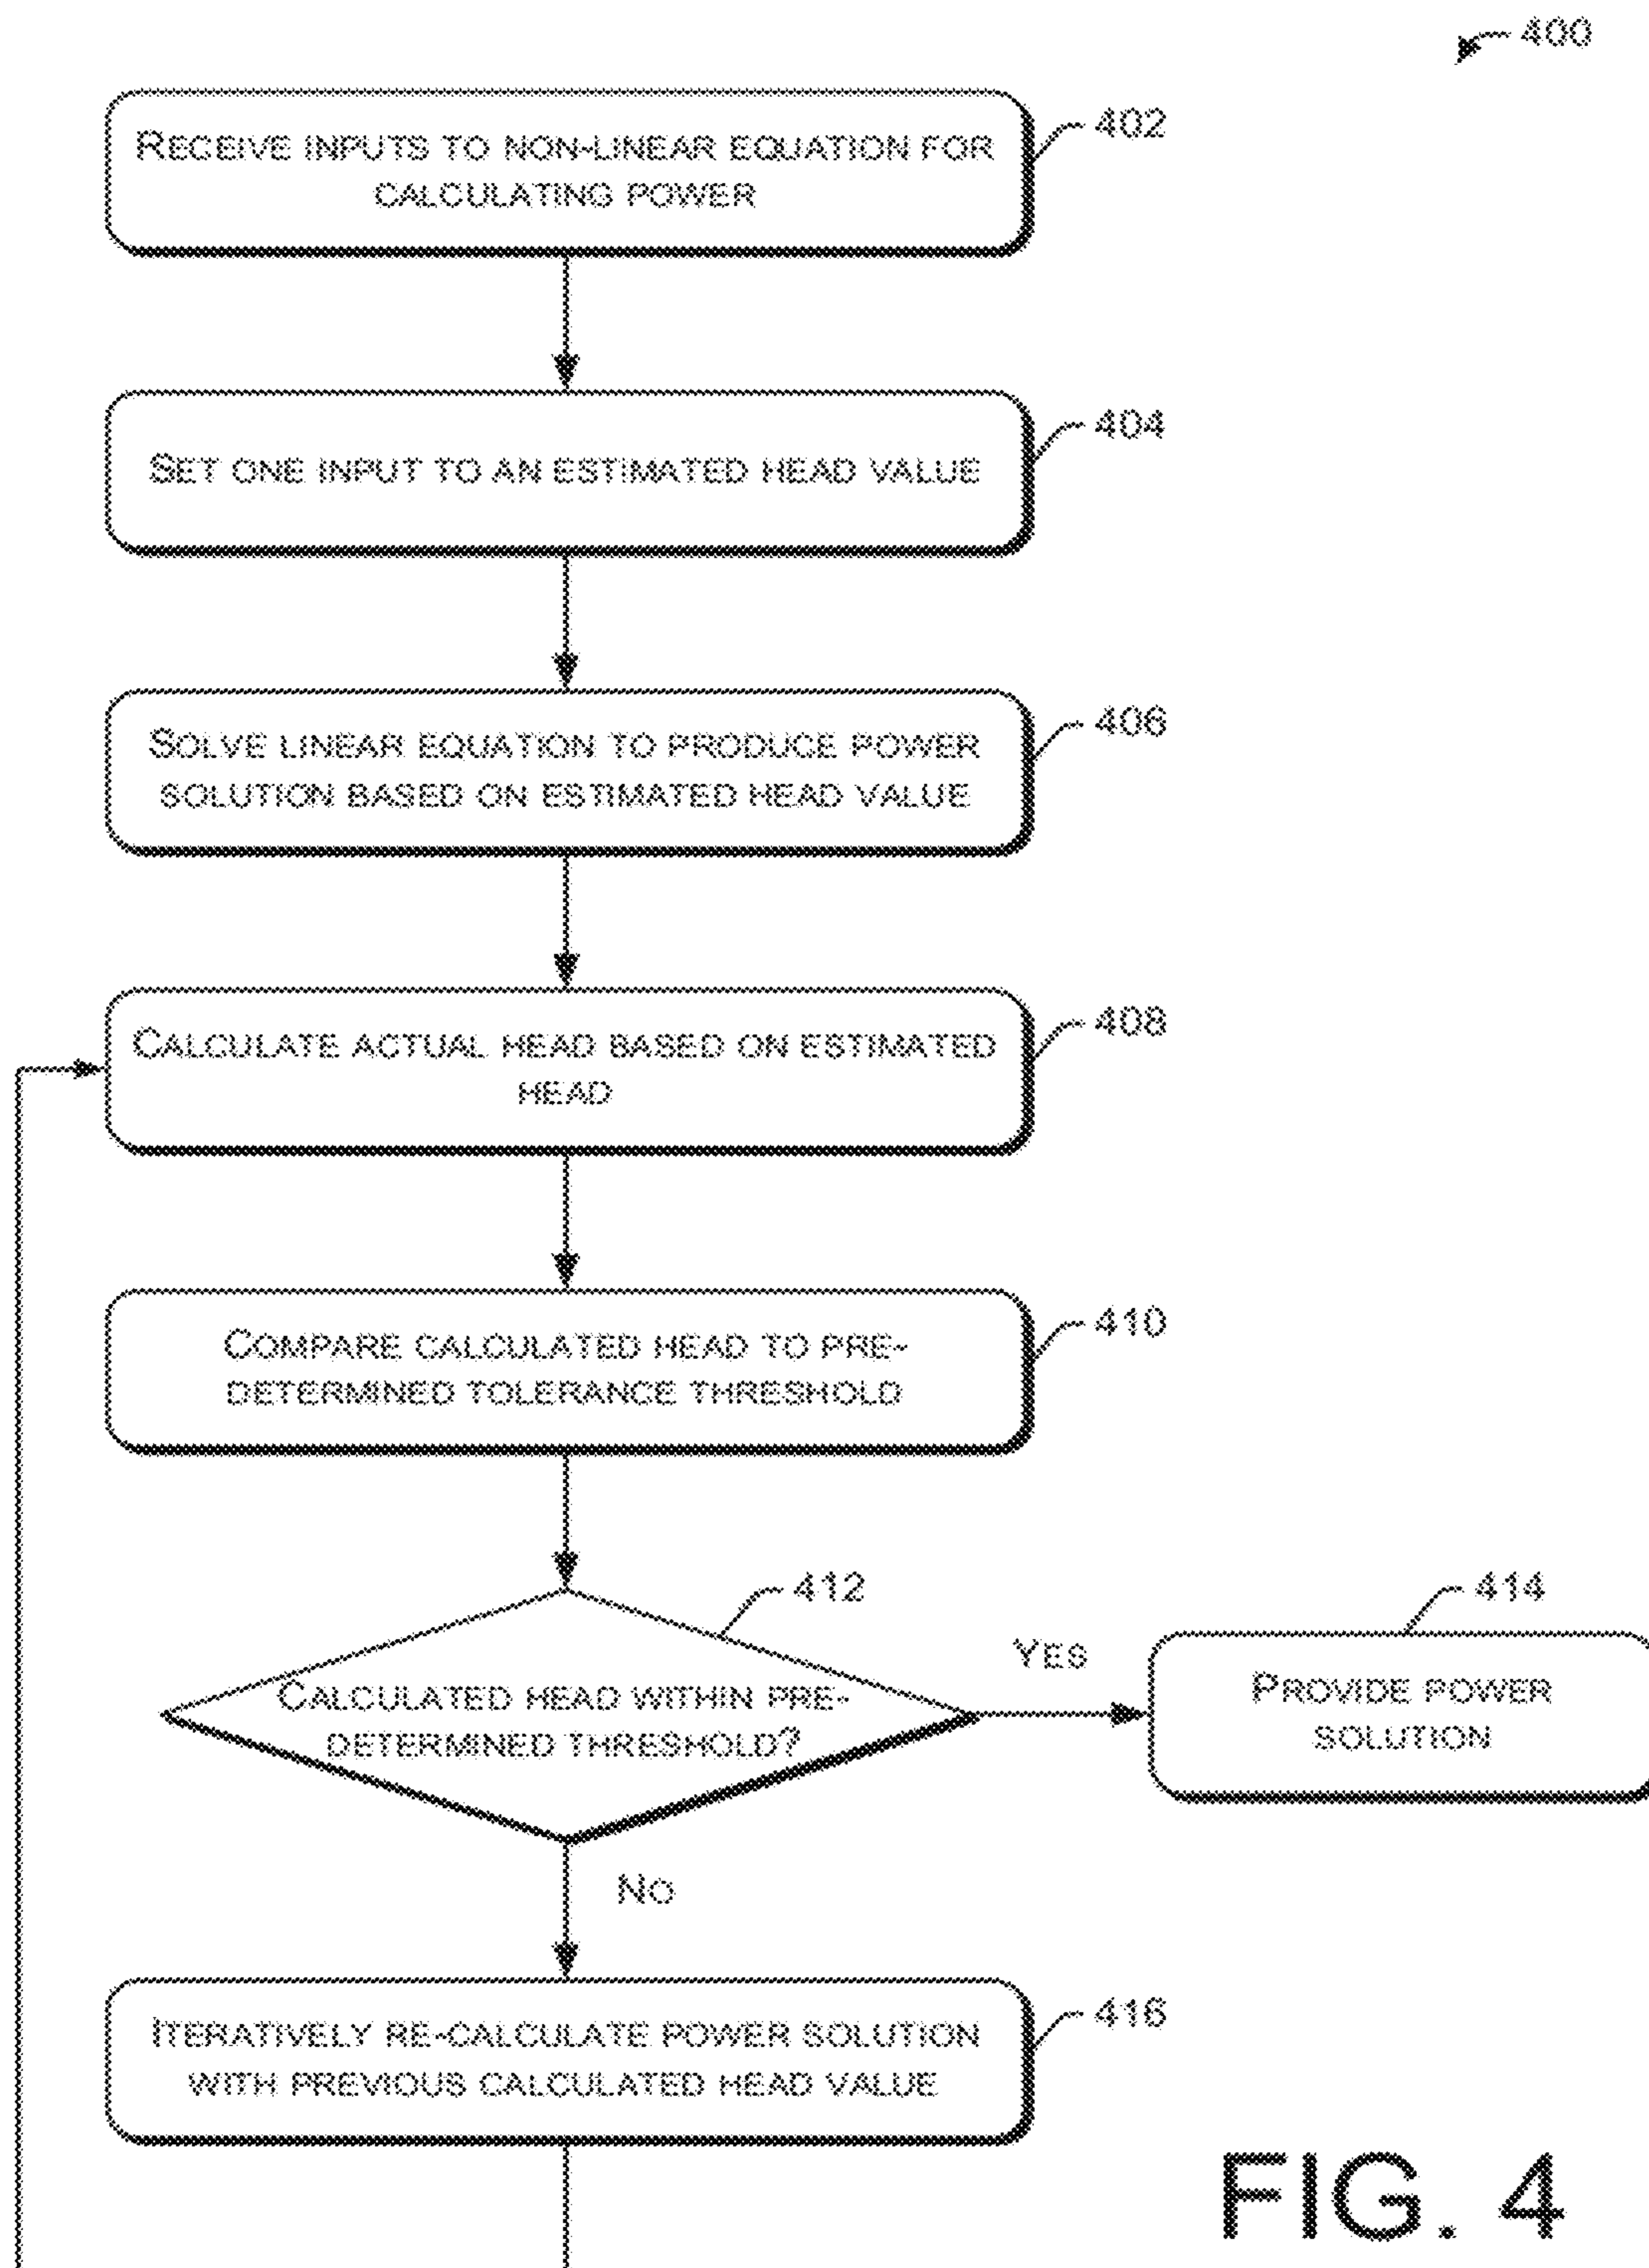 400
RECEIVE INPUTS TO NON-LINEAR EQUATION FOR
CALCULATING POWER
402
SET ONE INPUT TO AN ESTIMATED HEAD VALUE
404
SOLVE LINEAR EQUATION TO PRODUCE POWER
SOLUTION BASED ON ESTIMATED HEAD VALUE
406
CALCULATE ACTUAL HEAD BASED ON ESTIMATED
HEAD
408
COMPARE CALCULATED HEAD TO PRE-
DETERMINED TOLERANCE THRESHOLD
410
412
CALCULATED HEAD WITHIN PRE-
DETERMINED THRESHOLD?
YES
414
PROVIDE POWER
SOLUTION
NO
ITERATIVELY RE-CALCULATE POWER SOLUTION
WITH PREVIOUS CALCULATED HEAD VALUE
416
FIG. 4